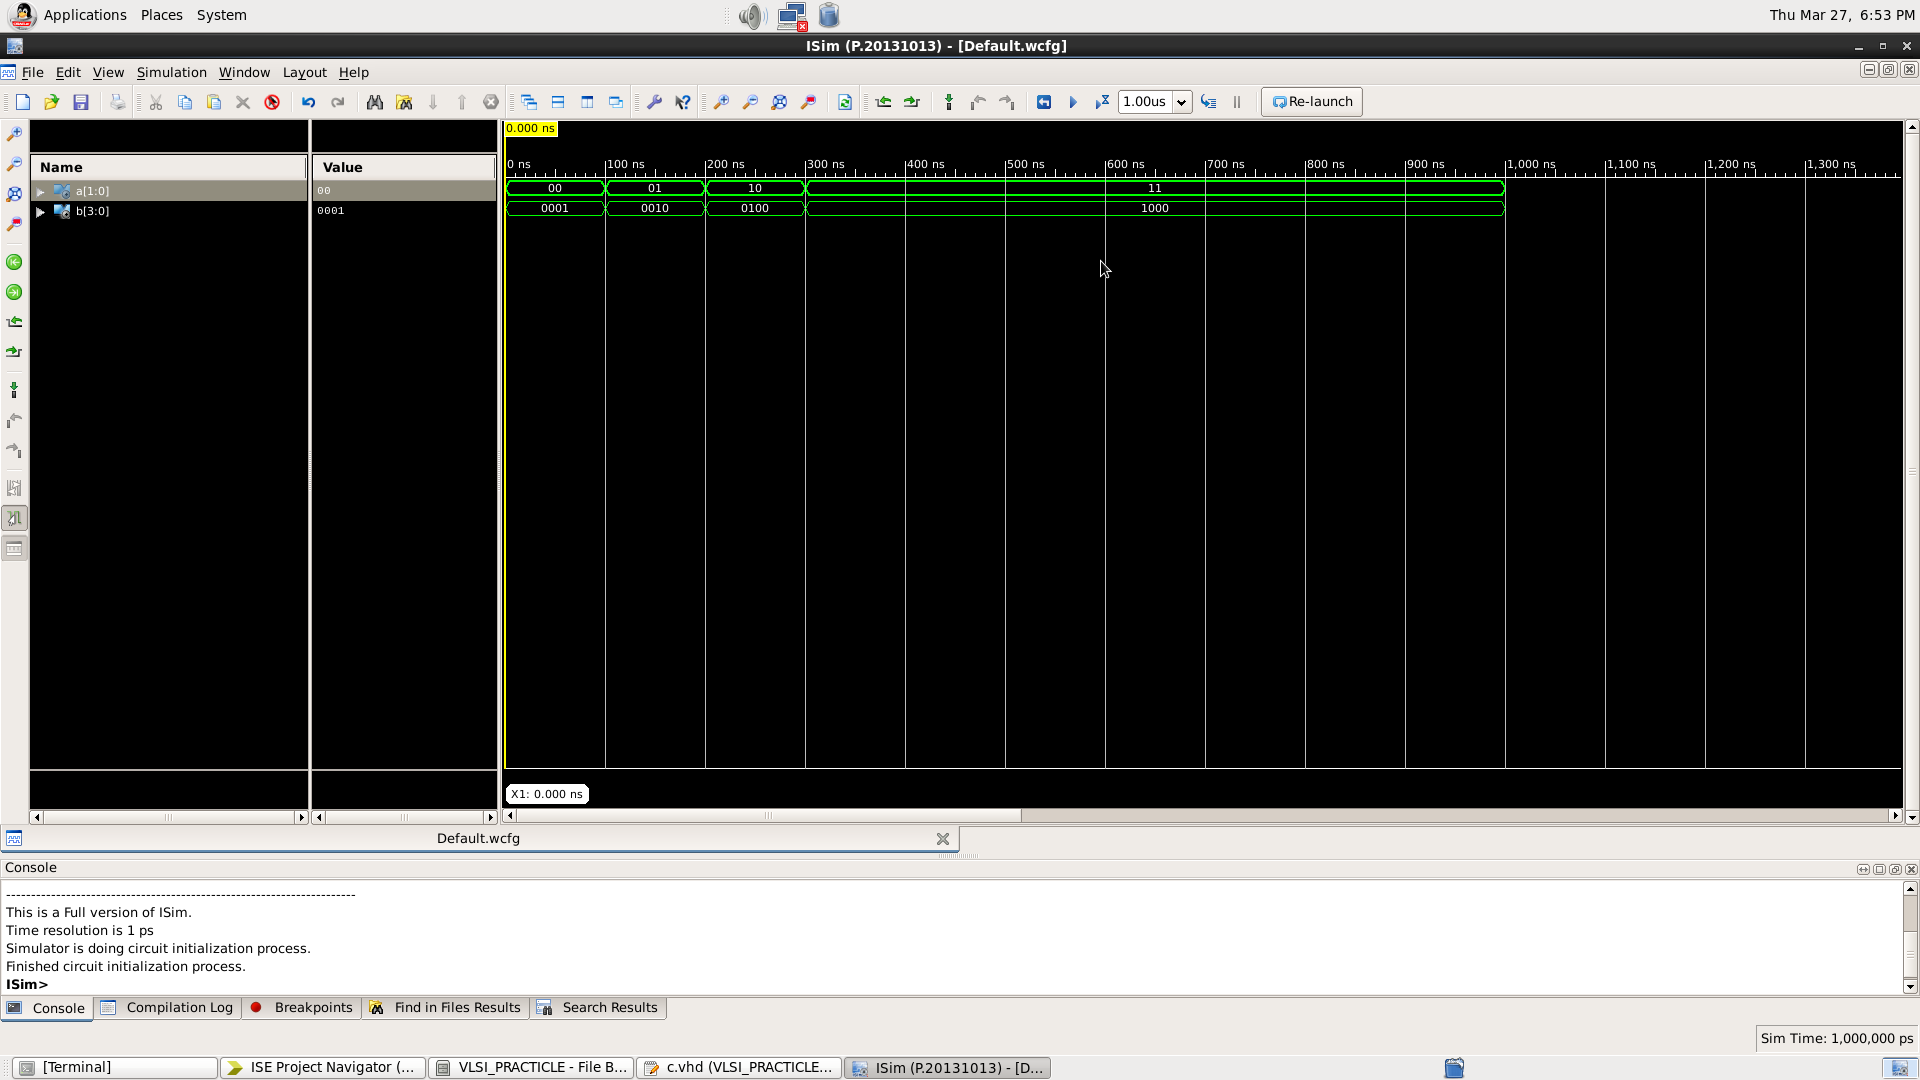 Applications Places System Thu Mar 27, 6:53 PM
ISim (P.20131013) - [Default.wcfg]
File Edit View Simulation Window Layout Help
1.00us Re-launch
0.000 ns
Name Value 0 ns 100 ns 200 ns 300 ns 400 ns 500 ns 600 ns 700 ns 800 ns 900 ns 1,000 ns 1,100 ns 1,200 ns 1,300 ns
a[1:0] 00 00 01 10 11
b[3:0] 0001 0001 0010 0100 1000
X1: 0.000 ns
Default.wcfg
Console
--------------------------------------------------------------------
This is a Full version of ISim.
Time resolution is 1 ps
Simulator is doing circuit initialization process.
Finished circuit initialization process.
ISim>
Console Compilation Log Breakpoints Find in Files Results Search Results
Sim Time: 1,000,000 ps
[Terminal] ISE Project Navigator (... VLSI_PRACTICLE - File B... c.vhd (VLSI_PRACTICLE... ISim (P.20131013) - [D...